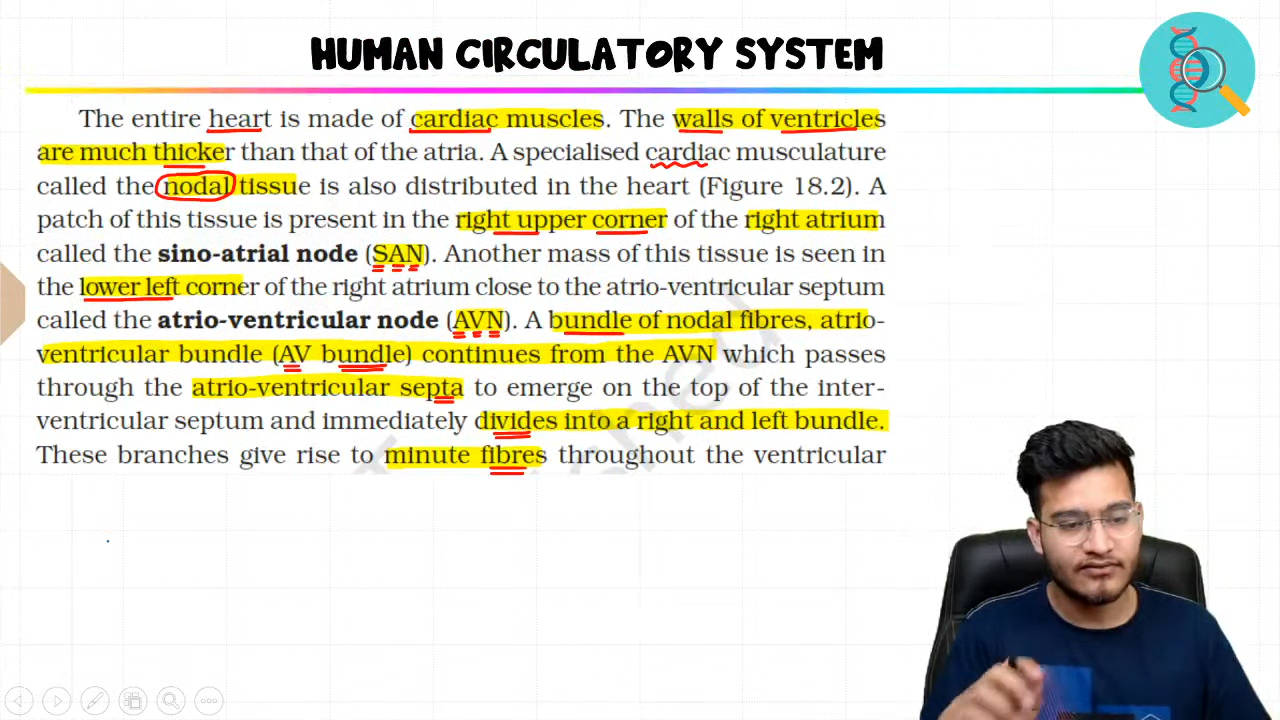 HUMAN CIRCULATORY SYSTEM
The entire heart is made of cardiac muscles. The walls of ventricles
are much thicker than that of the atria. A specialised cardiac musculature
called the nodal tissue is also distributed in the heart (Figure 18.2). A
patch of this tissue is present in the right upper corner of the right atrium
called the sino-atrial node (SAN). Another mass of this tissue is seen in
the lower left corner of the right atrium close to the atrio-ventricular septum
called the atrio-ventricular node (AVN). A bundle of nodal fibres, atrio-
ventricular bundle (AV bundle) continues from the AVN which passes
through the atrio-ventricular septa to emerge on the top of the inter-
ventricular septum and immediately divides into a right and left bundle.
These branches give rise to minute fibres throughout the ventricular